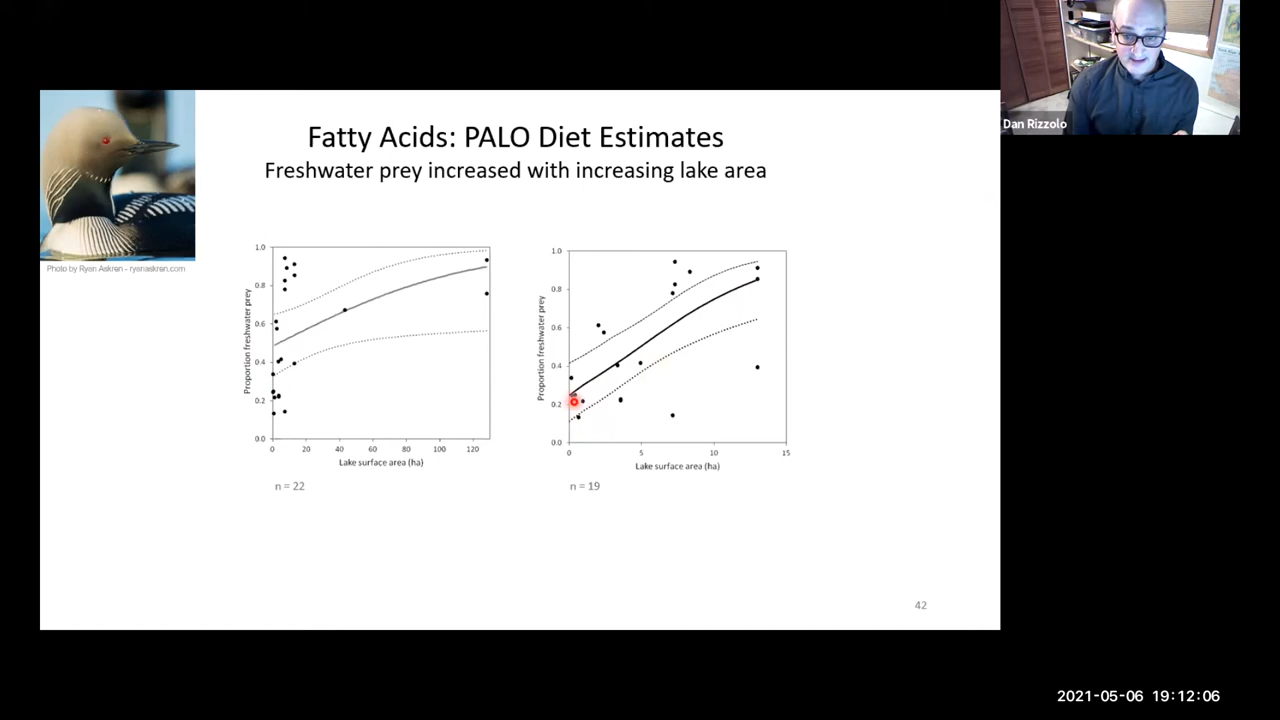 Dan Rizzolo
Fatty Acids: PALO Diet Estimates
Freshwater prey increased with increasing lake area
Photo by Ryan Askren - ryanaskren.com
Proportion freshwater prey
1.0
0.8
0.6
0.4
0.2
0.0
0
20
40
60
80
100
120
Lake surface area (ha)
n = 22
Proportion freshwater prey
1.0
0.8
0.6
0.4
0.2
0.0
0
5
10
15
Lake surface area (ha)
n = 19
42
2021-05-06 19:12:06